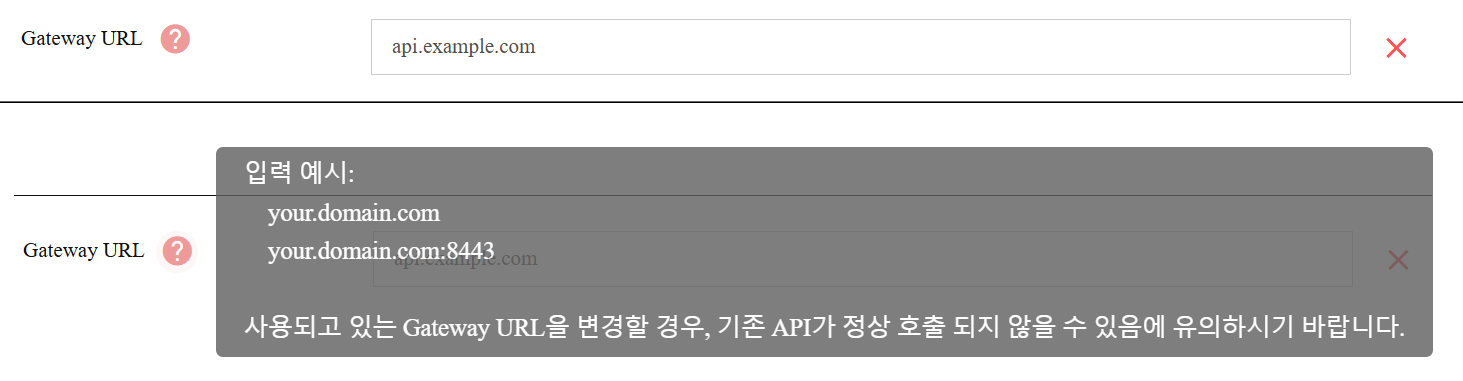 Gateway URL ?
api.example.com
입력 예시:
your.domain.com
your.domain.com:8443
Gateway URL ?
api.example.com
사용되고 있는 Gateway URL을 변경할 경우, 기존 API가 정상 호출 되지 않을 수 있음에 유의하시기 바랍니다.